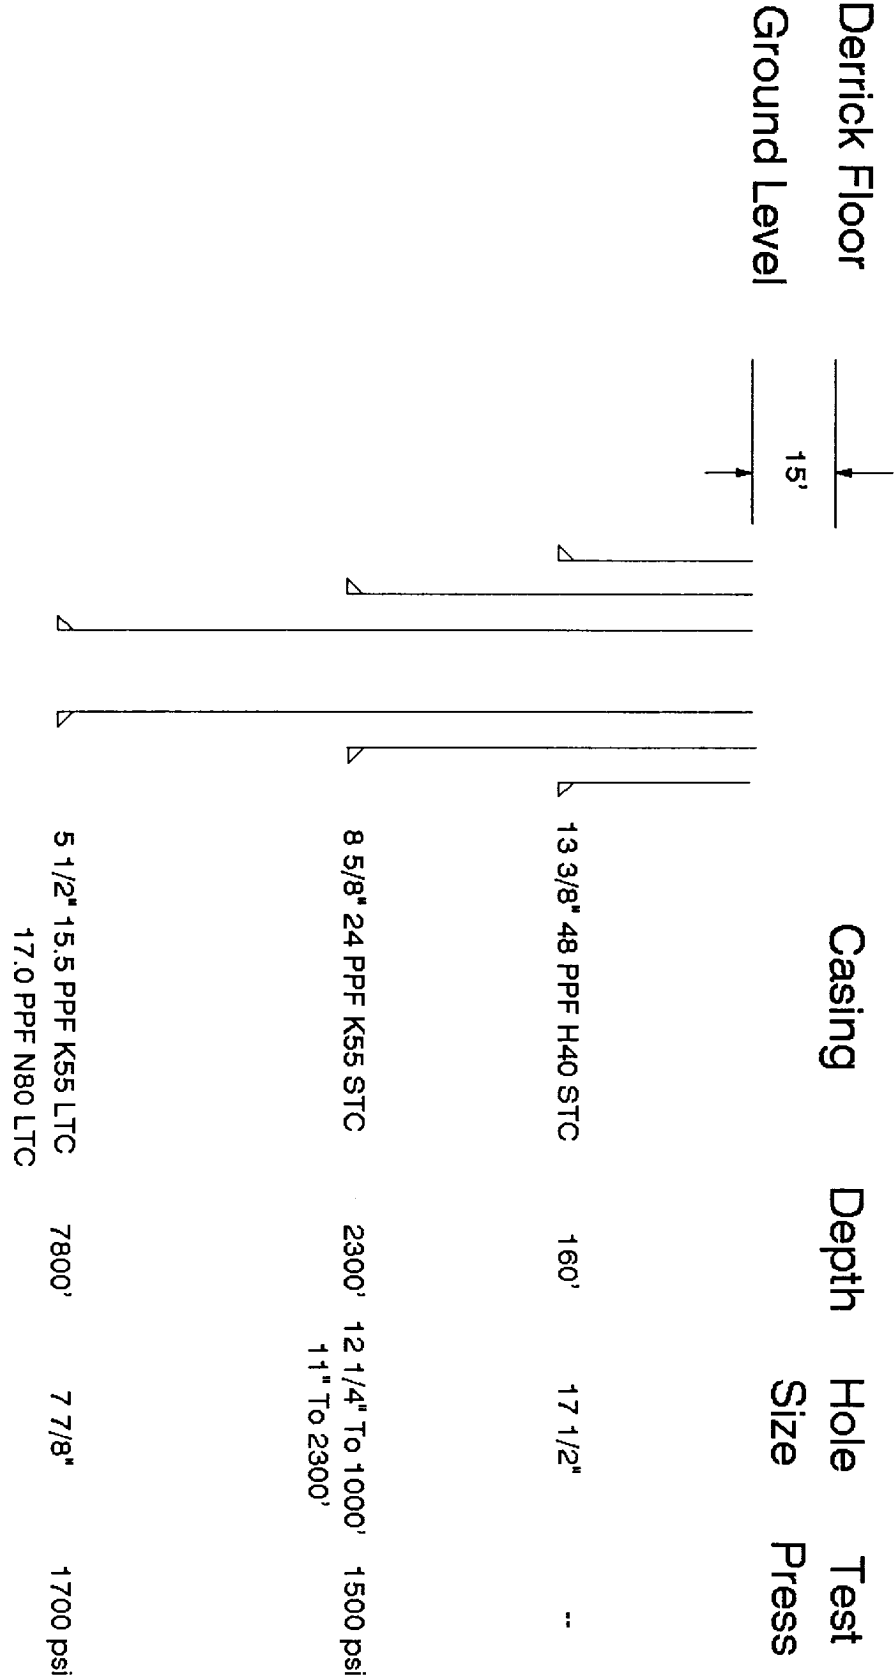 Derrick Floor
Ground Level
15'
Casing Depth Hole Test
Size Press
13 3/8" 48 PPF H40 STC 160' 17 1/2" --
8 5/8" 24 PPF K55 STC 2300' 12 1/4" To 1000' 1500 psi
11" To 2300'
5 1/2" 15.5 PPF K55 LTC 7800' 7 7/8" 1700 psi
17.0 PPF N80 LTC